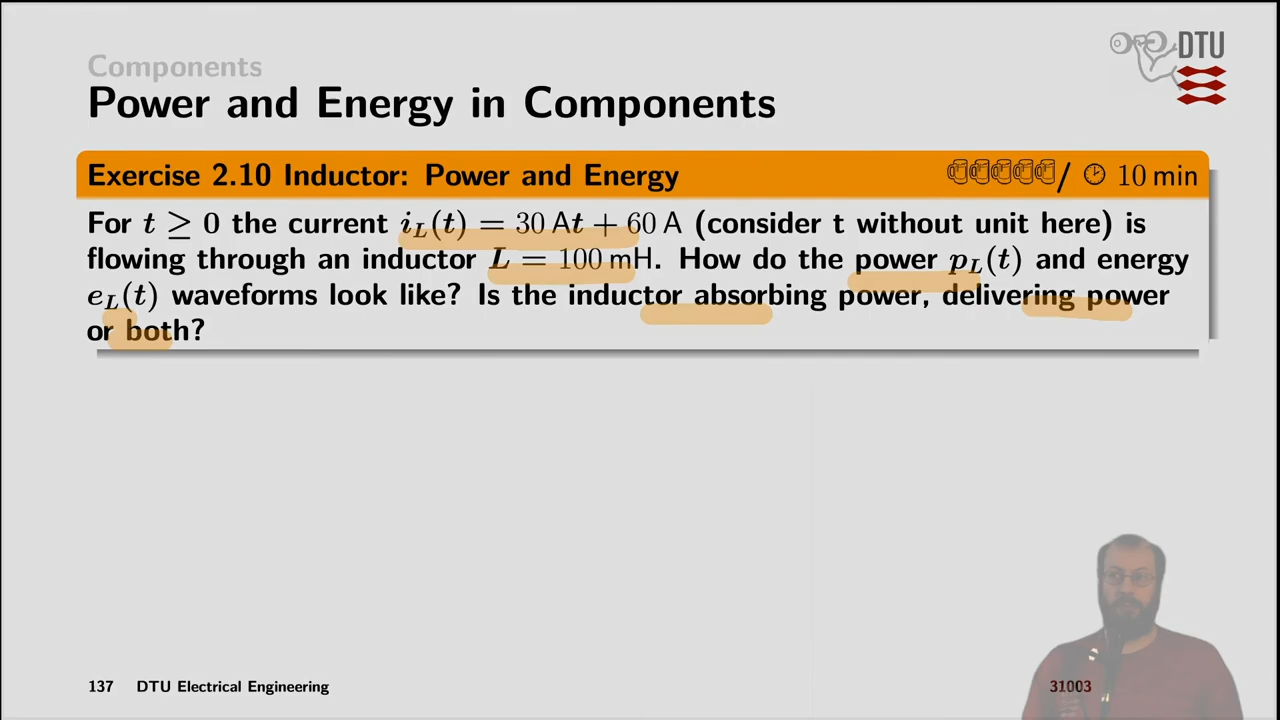 Components
DTU
Power and Energy in Components
Exercise 2.10 Inductor: Power and Energy / 10 min
For t ≥ 0 the current i_L(t) = 30 At + 60 A (consider t without unit here) is
flowing through an inductor L = 100 mH. How do the power p_L(t) and energy
e_L(t) waveforms look like? Is the inductor absorbing power, delivering power
or both?
137 DTU Electrical Engineering 31003